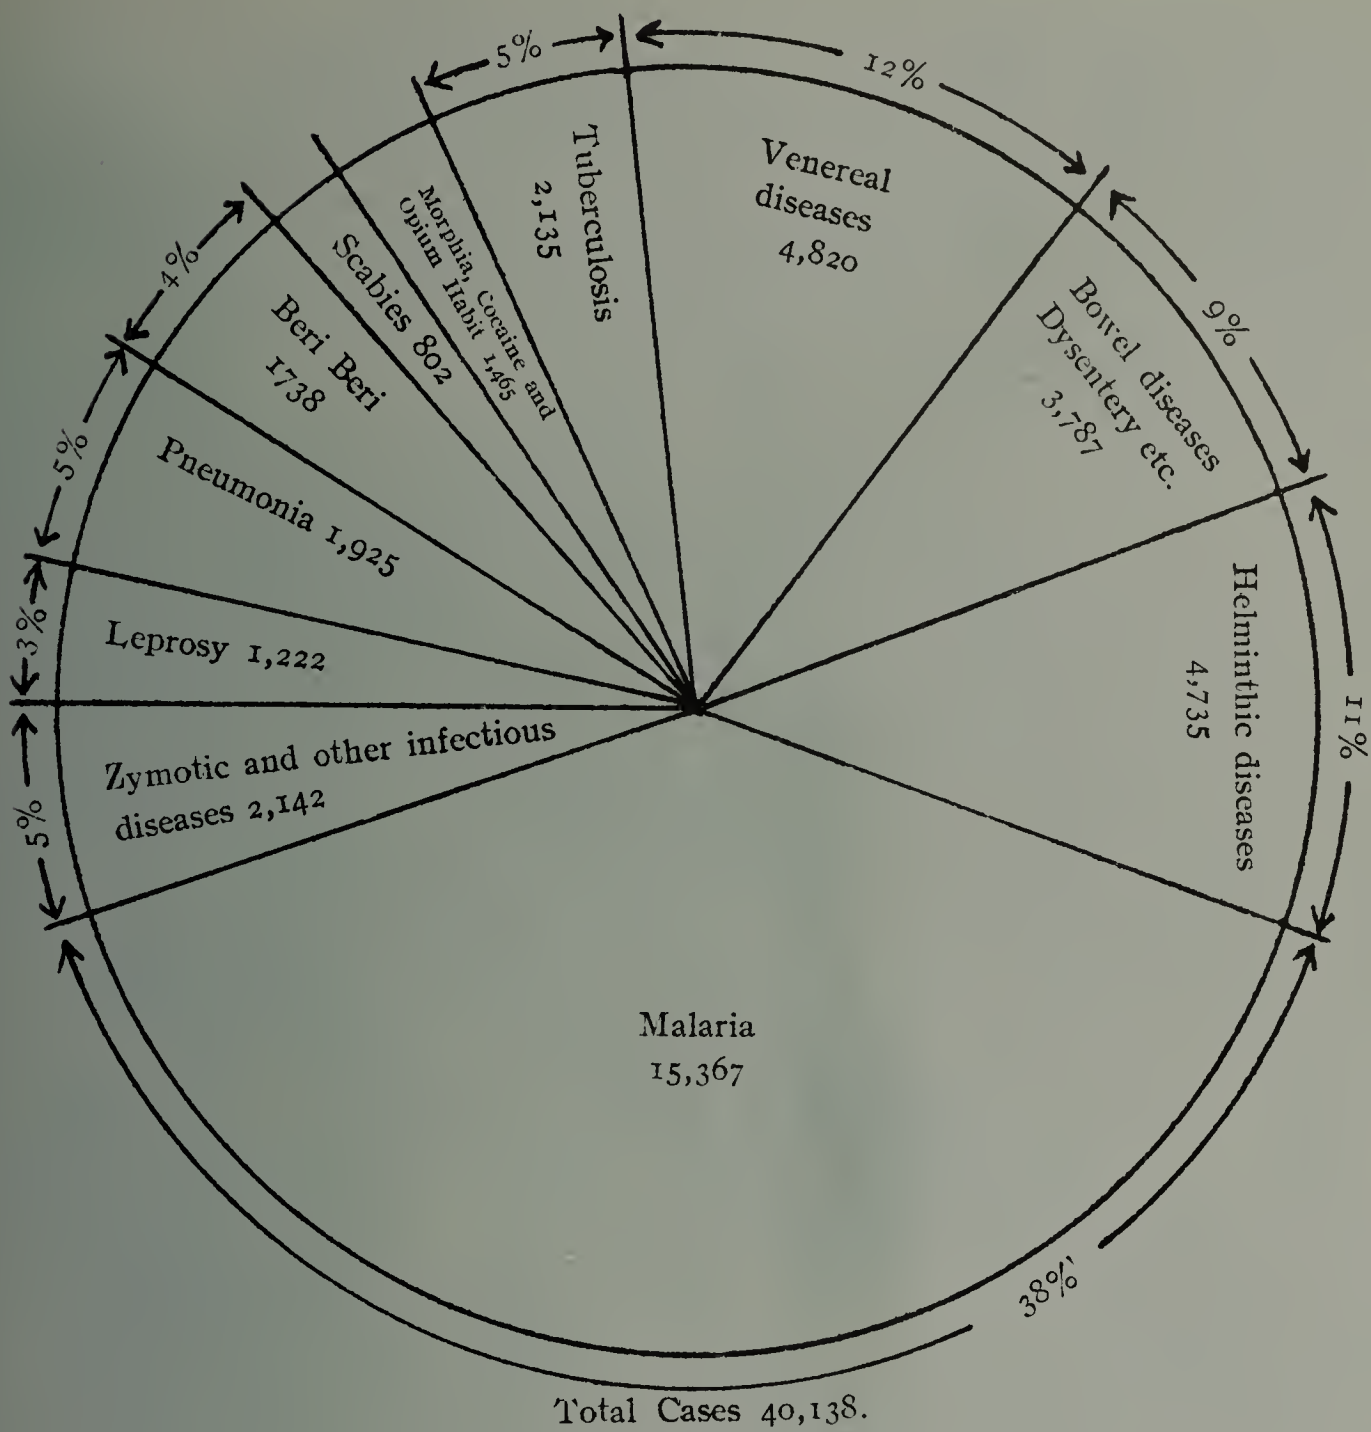 5%
12%
Tuberculosis
2,135
Venereal
diseases
4,820
9%
Bowel diseases
Dysentery etc.
3,787
11%
Helminthic diseases
4,735
38%
Malaria
15,367
5%
Zymotic and other infectious
diseases 2,142
3%
Leprosy 1,222
5%
Pneumonia 1,925
4%
Beri Beri
1738
Scabies 802
Morphia, Cocaine and
Opium Habit 1,465
Total Cases 40,138.